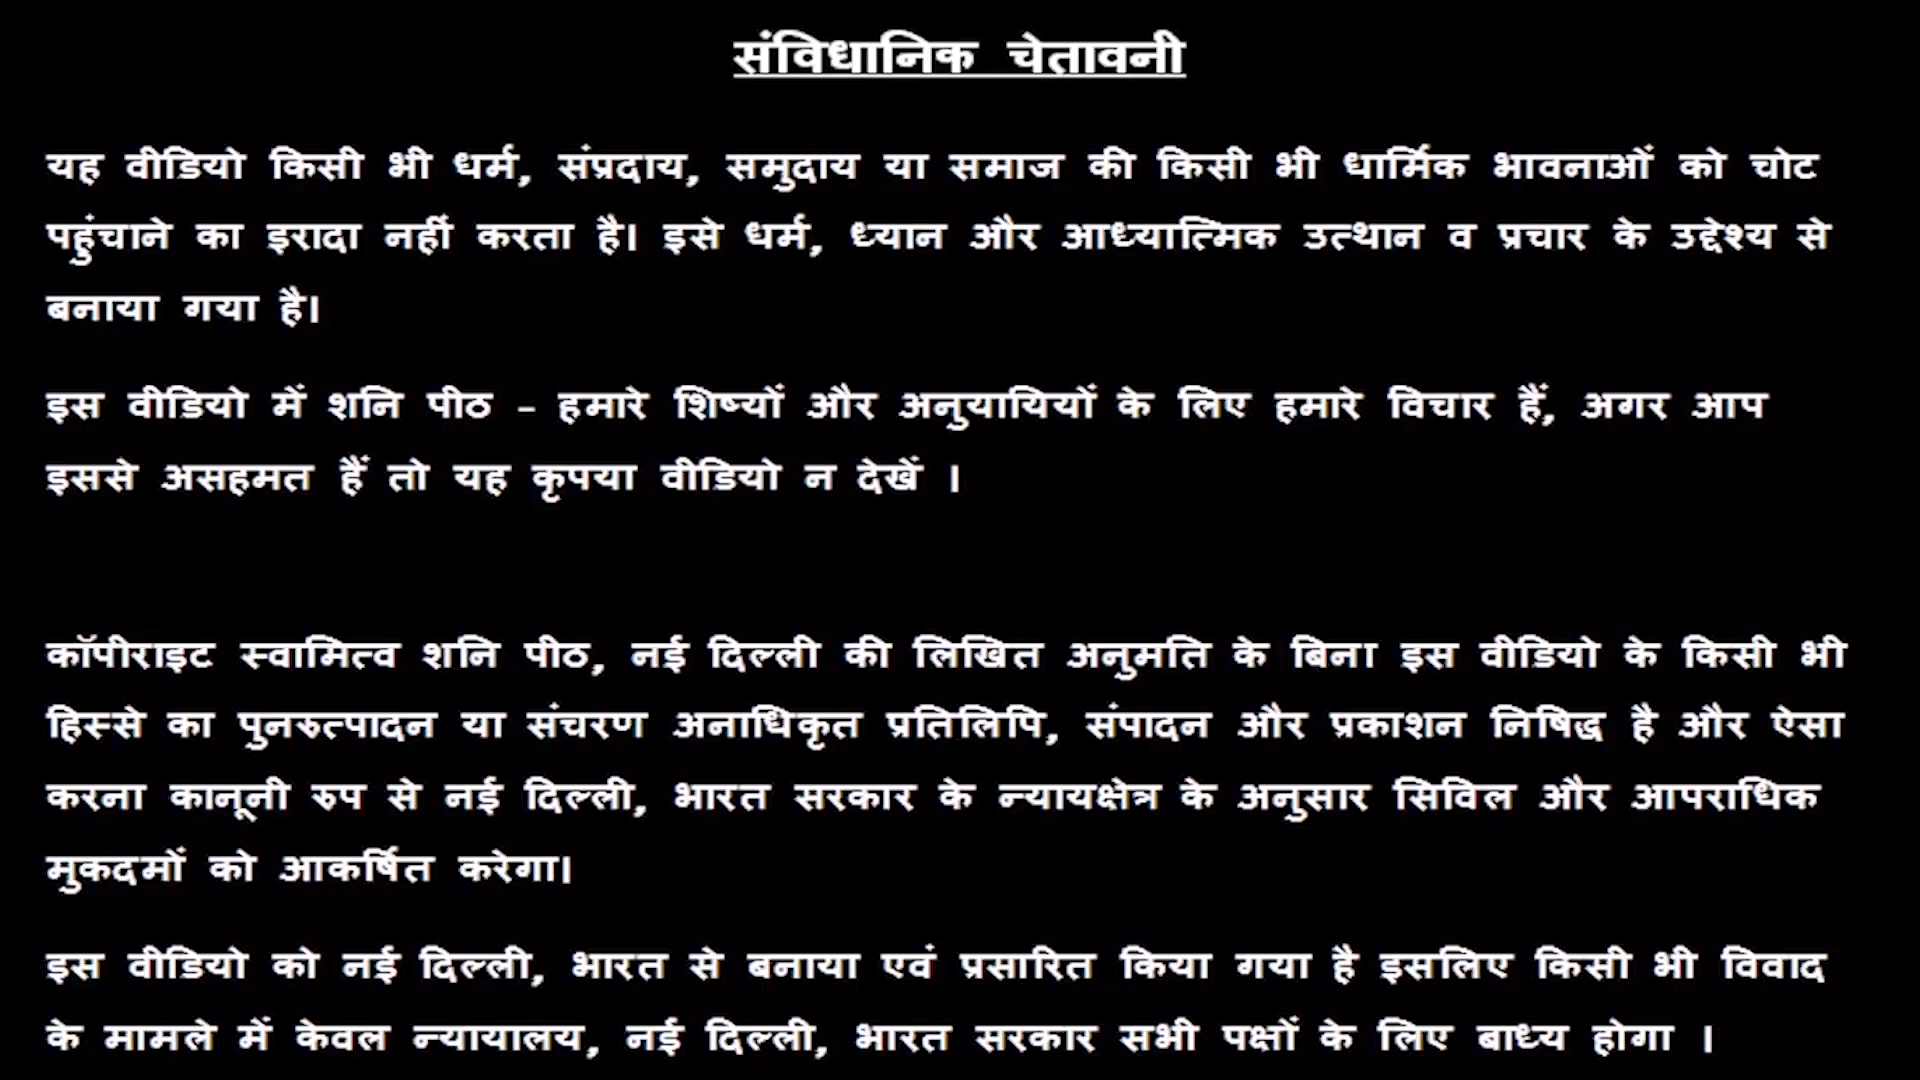 संविधानिक चेतावनी
यह वीडियो किसी भी धर्म, संप्रदाय, समुदाय या समाज की किसी भी धार्मिक भावनाओं को चोट
पहुंचाने का इरादा नहीं करता है। इसे धर्म, ध्यान और आध्यात्मिक उत्थान व प्रचार के उद्देश्य से
बनाया गया है।
इस वीडियो में शनि पीठ – हमारे शिष्यों और अनुयायियों के लिए हमारे विचार हैं, अगर आप
इससे असहमत हैं तो यह कृपया वीडियो न देखें ।
कॉपीराइट स्वामित्व शनि पीठ, नई दिल्ली की लिखित अनुमति के बिना इस वीडियो के किसी भी
हिस्से का पुनरुत्पादन या संचरण अनाधिकृत प्रतिलिपि, संपादन और प्रकाशन निषिद्ध है और ऐसा
करना कानूनी रुप से नई दिल्ली, भारत सरकार के न्यायक्षेत्र के अनुसार सिविल और आपराधिक
मुकदमों को आकर्षित करेगा।
इस वीडियो को नई दिल्ली, भारत से बनाया एवं प्रसारित किया गया है इसलिए किसी भी विवाद
के मामले में केवल न्यायालय, नई दिल्ली, भारत सरकार सभी पक्षों के लिए बाध्य होगा ।